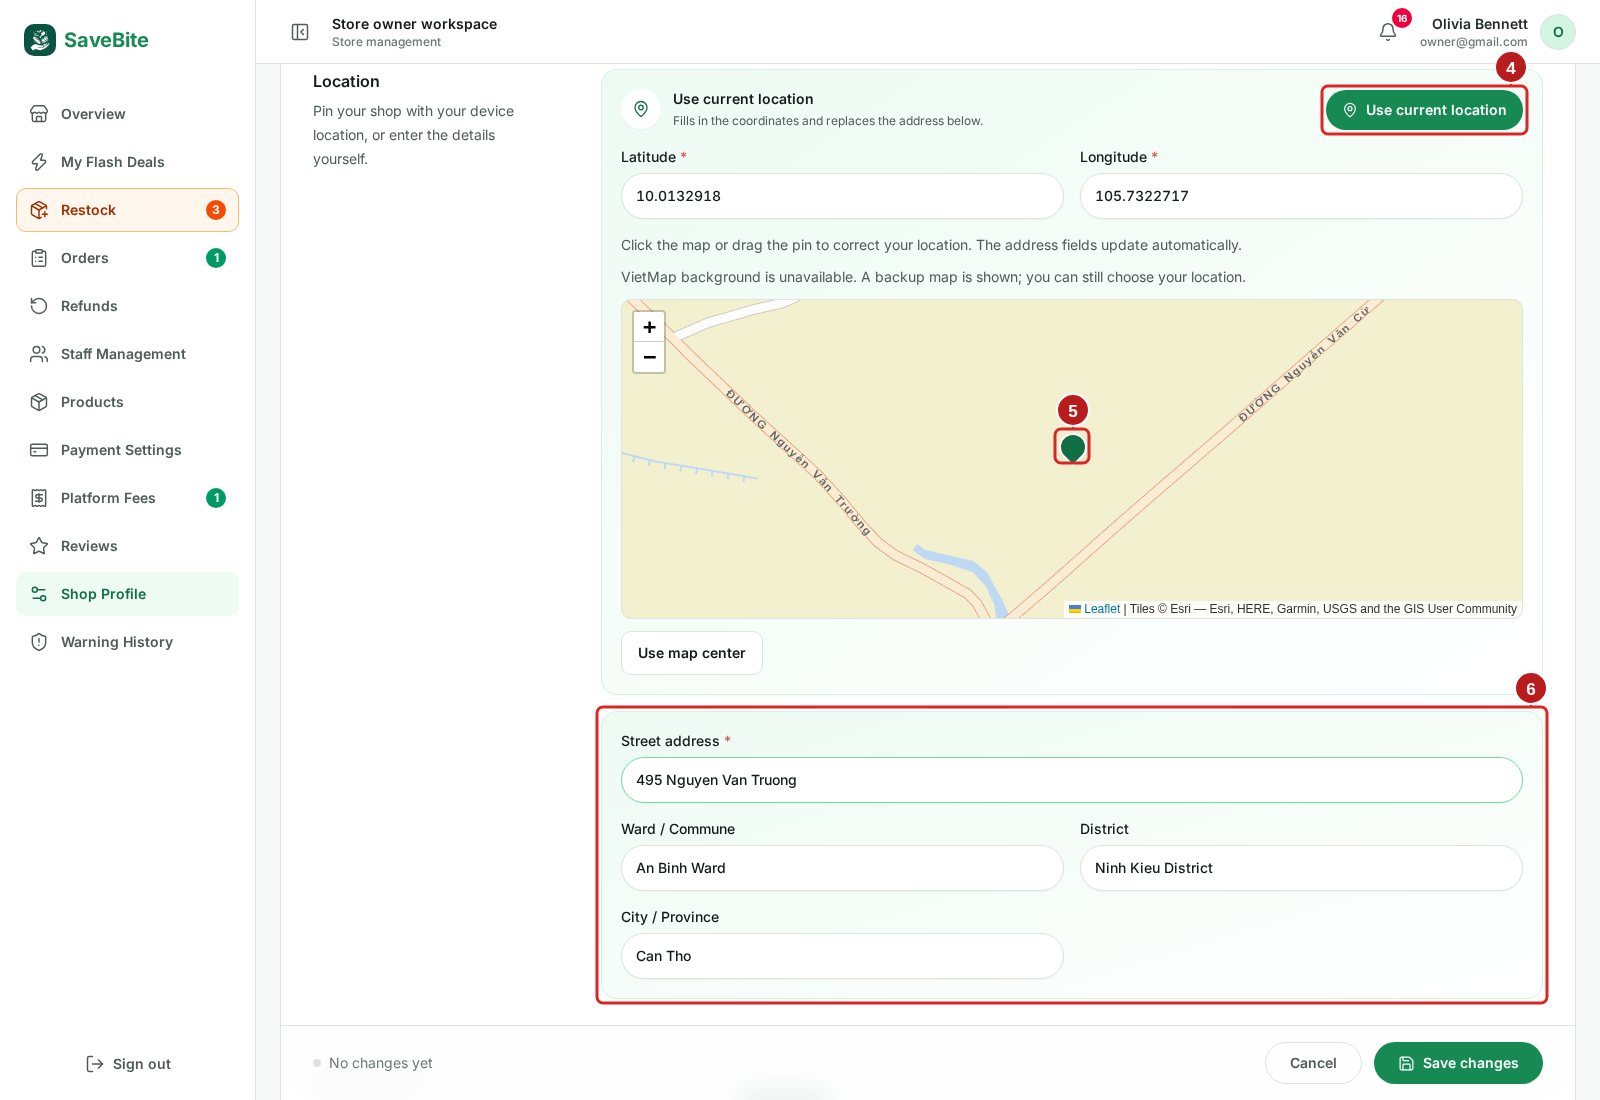 SaveBite
Store owner workspace
Store management
16
Olivia Bennett
owner@gmail.com
O
Overview
My Flash Deals
Restock
3
Orders
1
Refunds
Staff Management
Products
Payment Settings
Platform Fees
1
Reviews
Shop Profile
Warning History
Sign out
Location
Pin your shop with your device
location, or enter the details
yourself.
Use current location
Fills in the coordinates and replaces the address below.
4
Use current location
Latitude *
Longitude *
10.0132918
105.7322717
Click the map or drag the pin to correct your location. The address fields update automatically.
VietMap background is unavailable. A backup map is shown; you can still choose your location.
+
−
ĐƯỜNG Nguyễn Văn Trường
5
ĐƯỜNG Nguyễn Văn Cừ
Leaflet | Tiles © Esri — Esri, HERE, Garmin, USGS and the GIS User Community
Use map center
6
Street address *
495 Nguyen Van Truong
Ward / Commune
District
An Binh Ward
Ninh Kieu District
City / Province
Can Tho
No changes yet
Cancel
Save changes